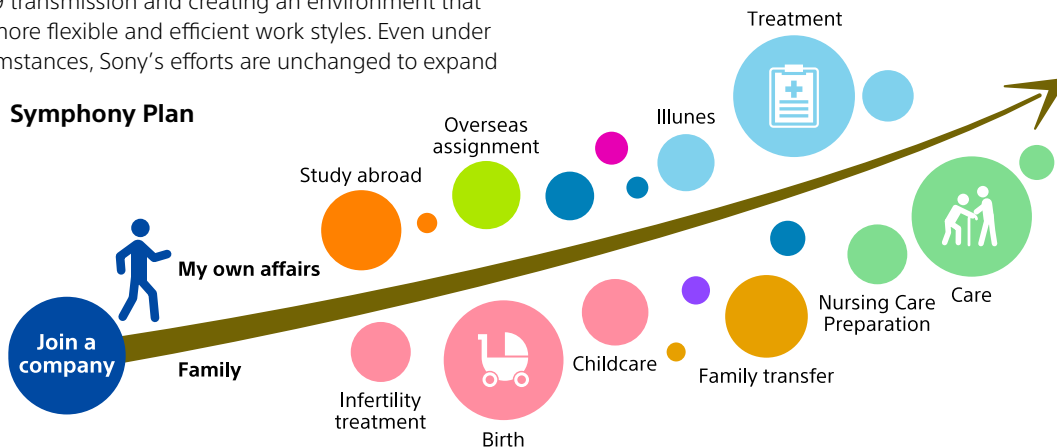 transmission and creating an environment that
more flexible and efficient work styles. Even under
Sony's efforts are unchanged to expand
Symphony Plan
Treatment
Illunes
Overseas
assignment
Study abroad
My own affairs
Join a
company
Family
Infertility
treatment
Birth
Childcare
Family transfer
Nursing Care
Preparation
Care